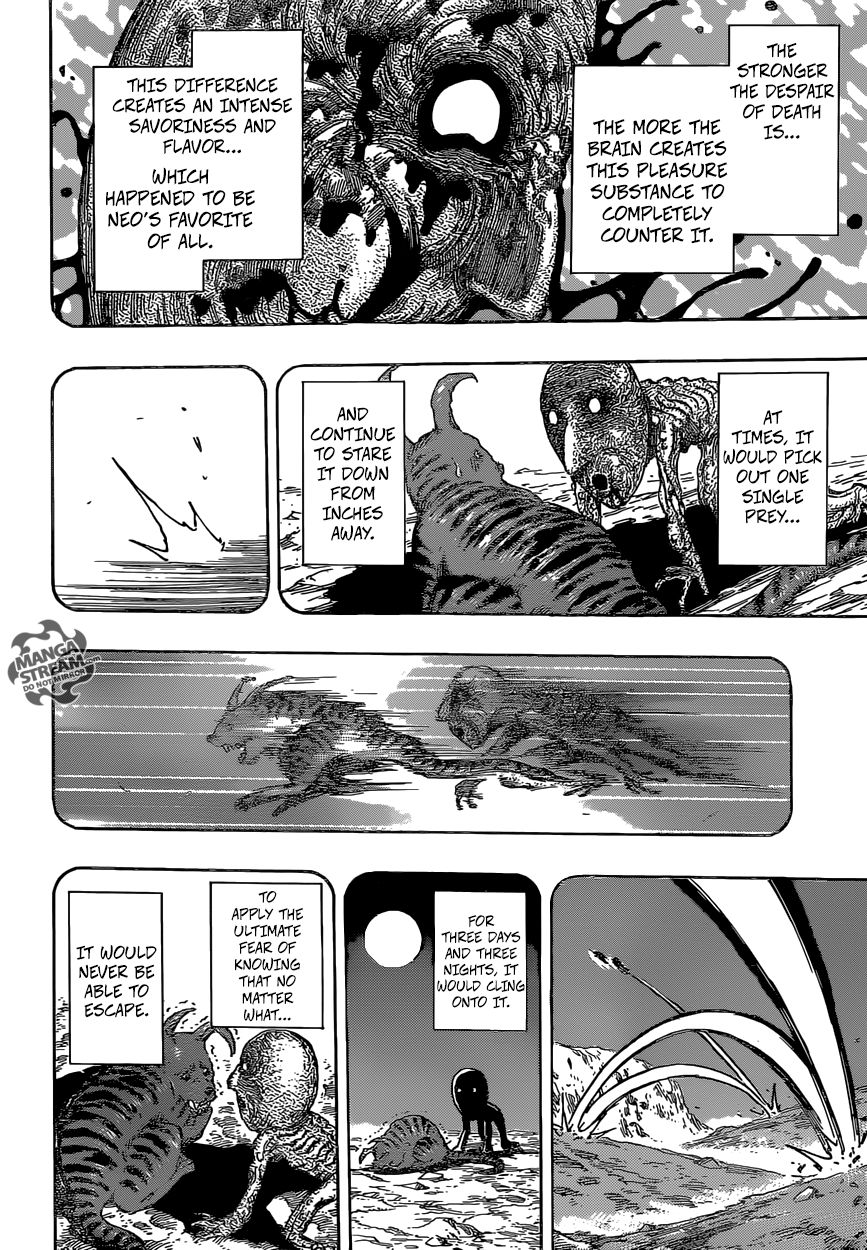 THE
STRONGER
THE DESPAIR
OF DEATH
IS...
THE MORE THE
BRAIN CREATES
THIS PLEASURE
SUBSTANCE TO
COMPLETELY
COUNTER IT.
THIS DIFFERENCE
CREATES AN INTENSE
SAVORINESS AND
FLAVOR...
WHICH
HAPPENED TO BE
NEO'S FAVORITE
OF ALL.
AT
TIMES, IT
WOULD PICK
OUT ONE
SINGLE
PREY...
AND
CONTINUE
TO STARE
IT DOWN
FROM
INCHES
AWAY.
MANGA
STREAM.com
DO NOT MIRROR
FOR
THREE DAYS
AND THREE
NIGHTS, IT
WOULD CLING
ONTO IT.
TO
APPLY THE
ULTIMATE
FEAR OF
KNOWING
THAT NO
MATTER
WHAT...
IT WOULD
NEVER BE
ABLE TO
ESCAPE.